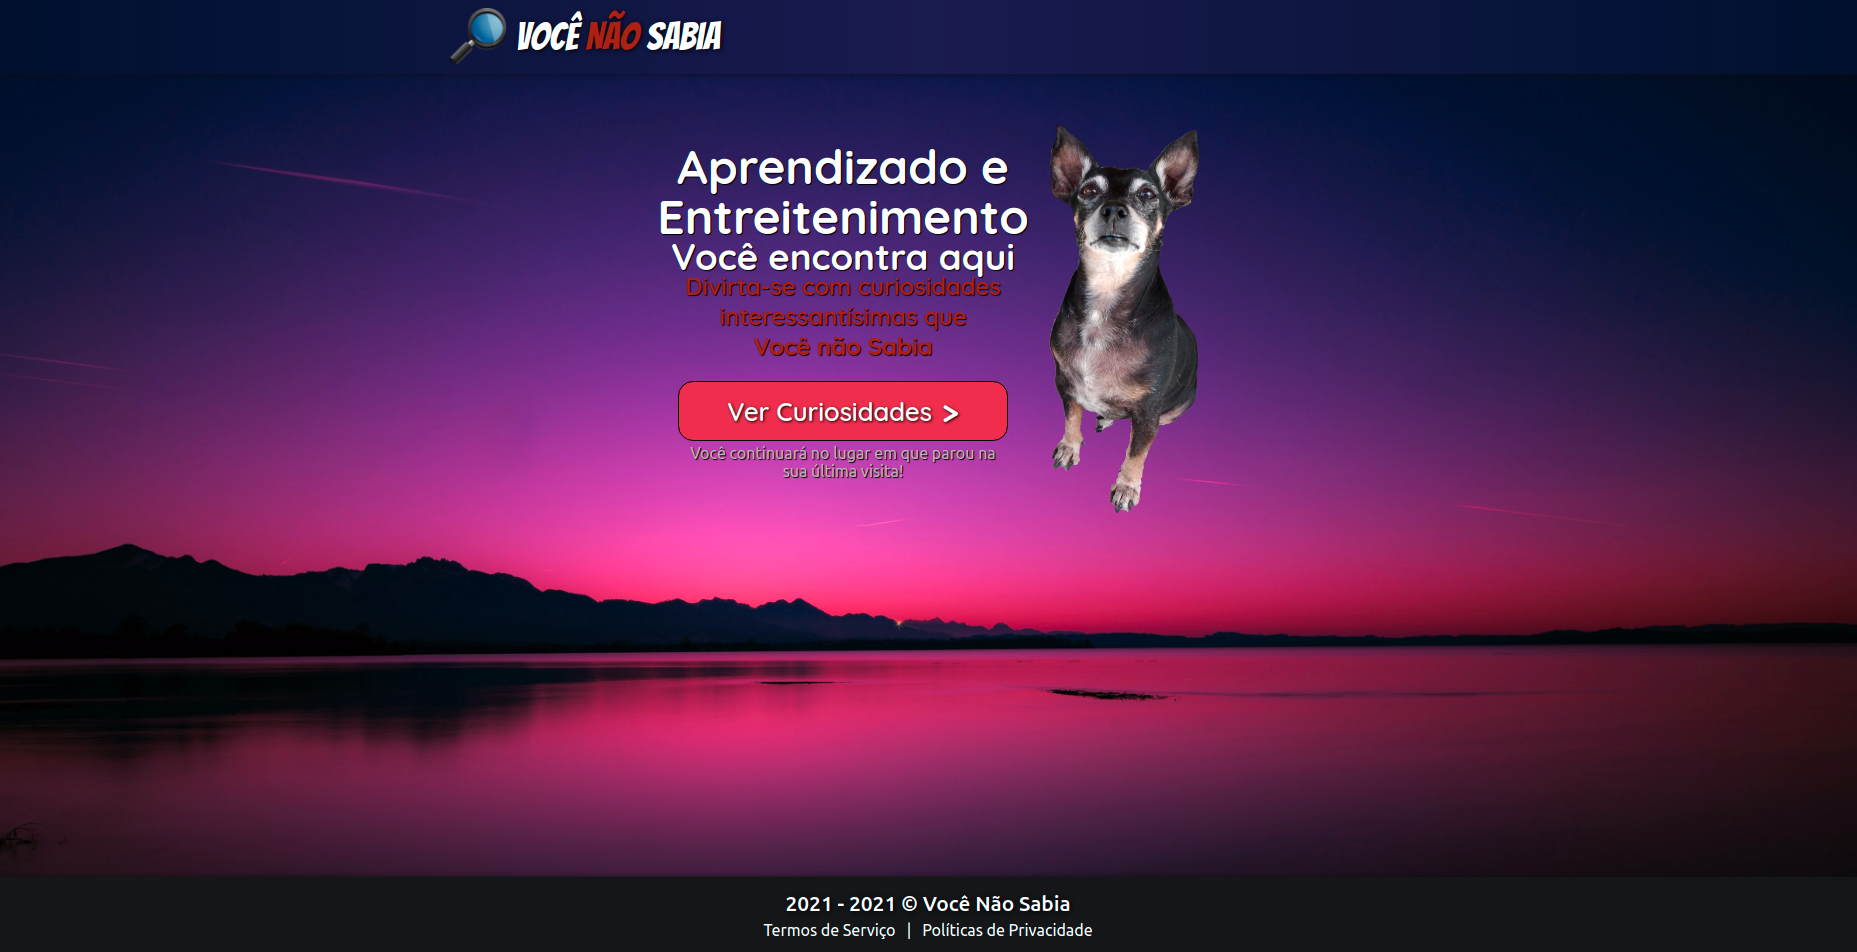 VOCÊ NÃO SABIA
Aprendizado e
Entreitenimento
Você encontra aqui
Divirta-se com curiosidades
interessantísimas que
Você não Sabia
Ver Curiosidades >
Você continuará no lugar em que parou na
sua última visita!
2021 - 2021 © Você Não Sabia
Termos de Serviço | Políticas de Privacidade